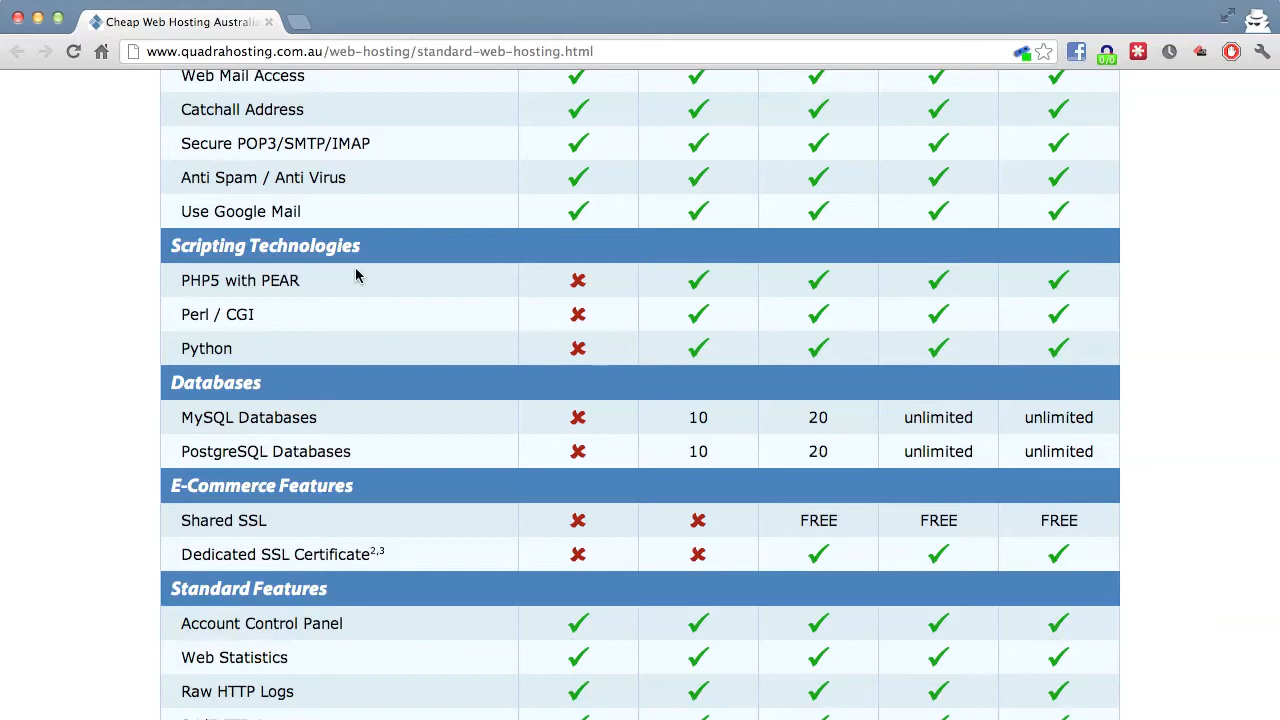 Cheap Web Hosting Australia
www.quadrahosting.com.au/web-hosting/standard-web-hosting.html
0/0
Web Mail Access
Catchall Address
Secure POP3/SMTP/IMAP
Anti Spam / Anti Virus
Use Google Mail
Scripting Technologies
PHP5 with PEAR
Perl / CGI
Python
Databases
MySQL Databases 10 20 unlimited unlimited
PostgreSQL Databases 10 20 unlimited unlimited
E-Commerce Features
Shared SSL FREE FREE FREE
Dedicated SSL Certificate2,3
Standard Features
Account Control Panel
Web Statistics
Raw HTTP Logs